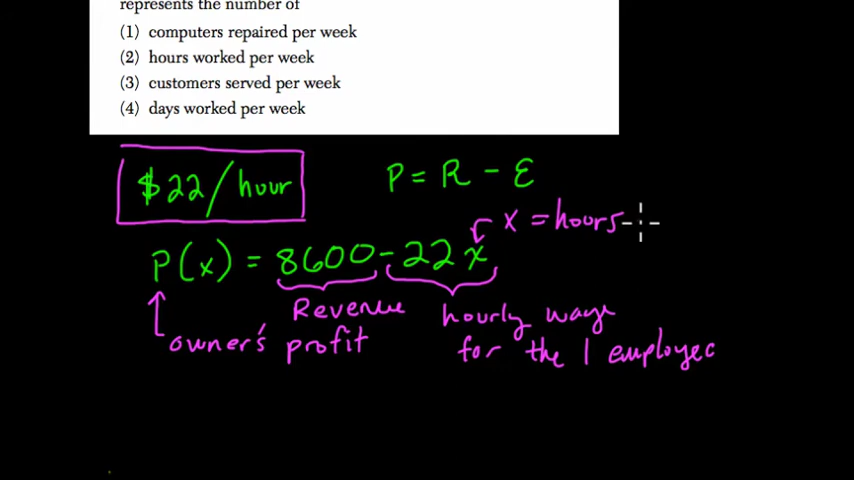 represents the number of
(1) computers repaired per week
(2) hours worked per week
(3) customers served per week
(4) days worked per week
$22/hour
P = R - E
x = hours
P(x) = 8600 - 22x
Revenue
hourly wage
owner's profit
for the 1 employee